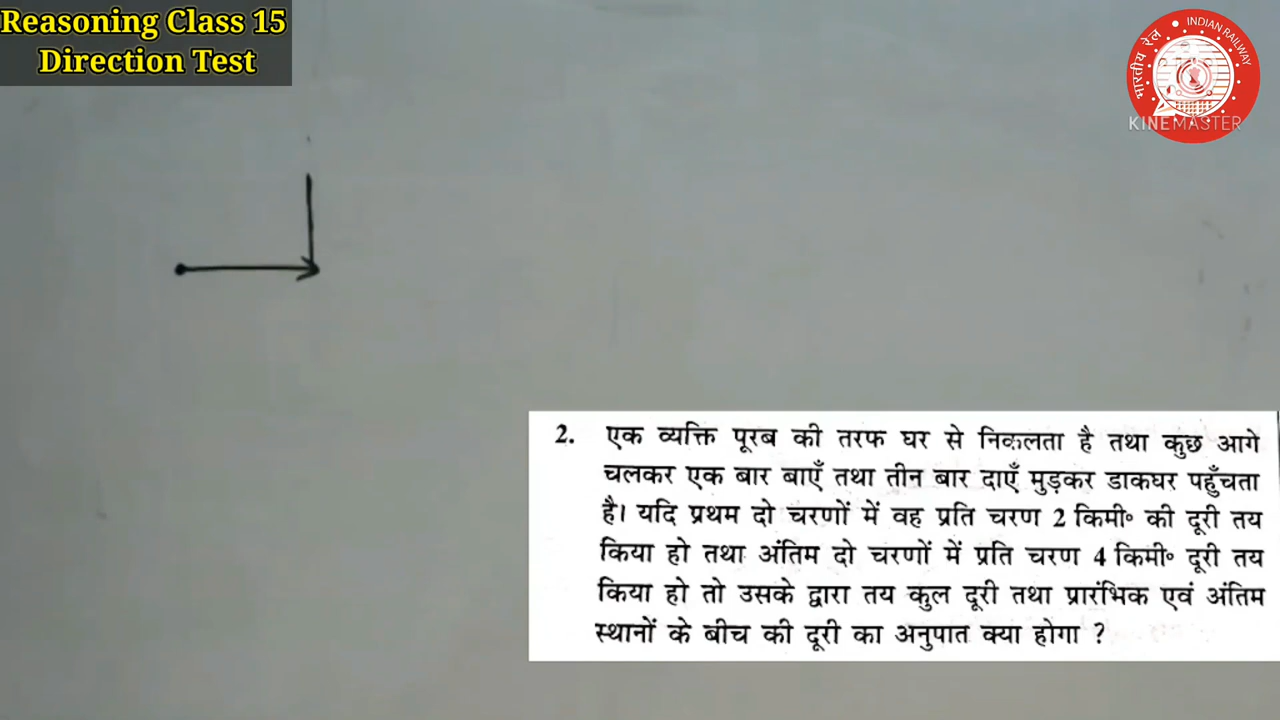 Reasoning Class 15
Direction Test
भारतीय रेल
INDIAN RAILWAY
KINEMASTER
2. एक व्यक्ति पूरब की तरफ घर से निकलता है तथा कुछ आगे
चलकर एक बार बाएँ तथा तीन बार दाएँ मुड़कर डाकघर पहुँचता
है। यदि प्रथम दो चरणों में वह प्रति चरण 2 किमी॰ की दूरी तय
किया हो तथा अंतिम दो चरणों में प्रति चरण 4 किमी॰ दूरी तय
किया हो तो उसके द्वारा तय कुल दूरी तथा प्रारंभिक एवं अंतिम
स्थानों के बीच की दूरी का अनुपात क्या होगा ?